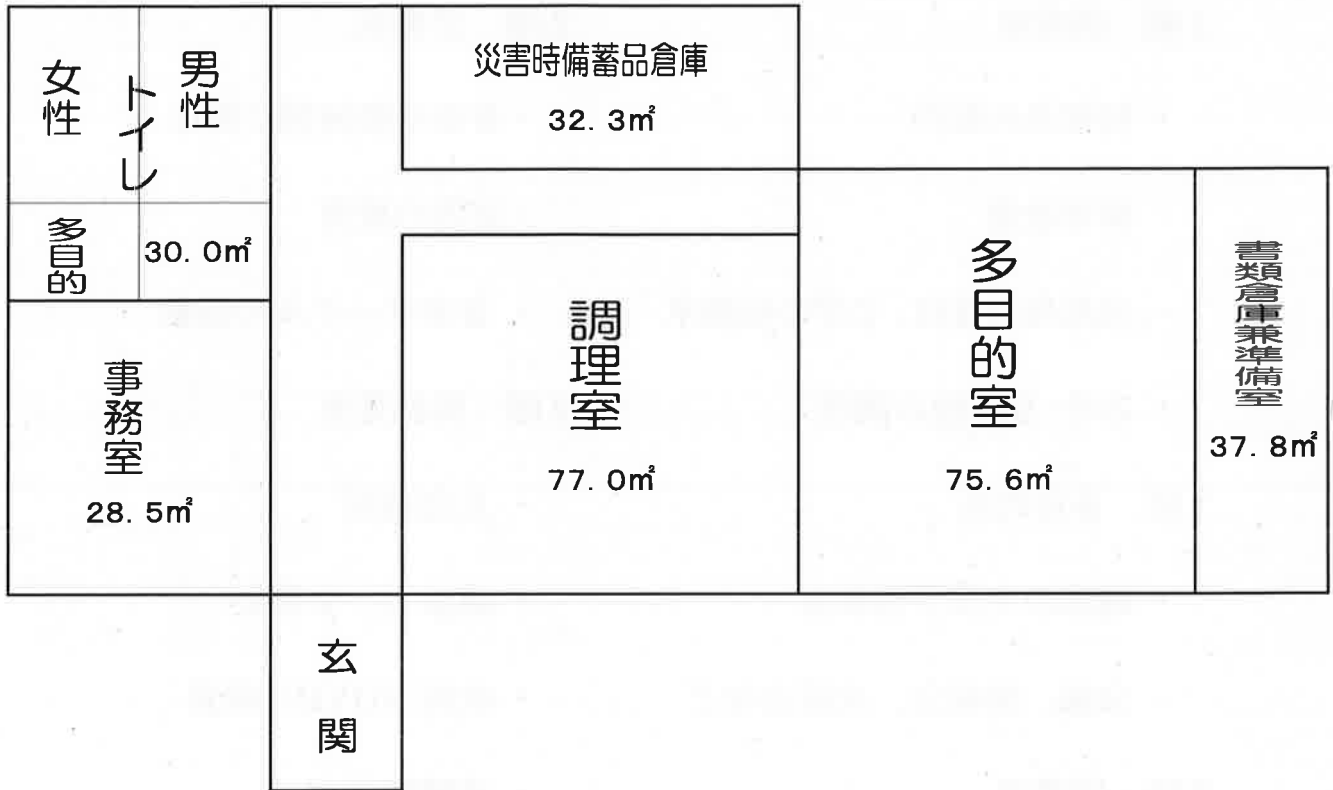 女性
トイレ
男性
多目的
30.0㎡
事務室
28.5㎡
災害時備蓄品倉庫
32.3㎡
調理室
77.0㎡
多目的室
75.6㎡
書類倉庫兼準備室
37.8㎡
玄関